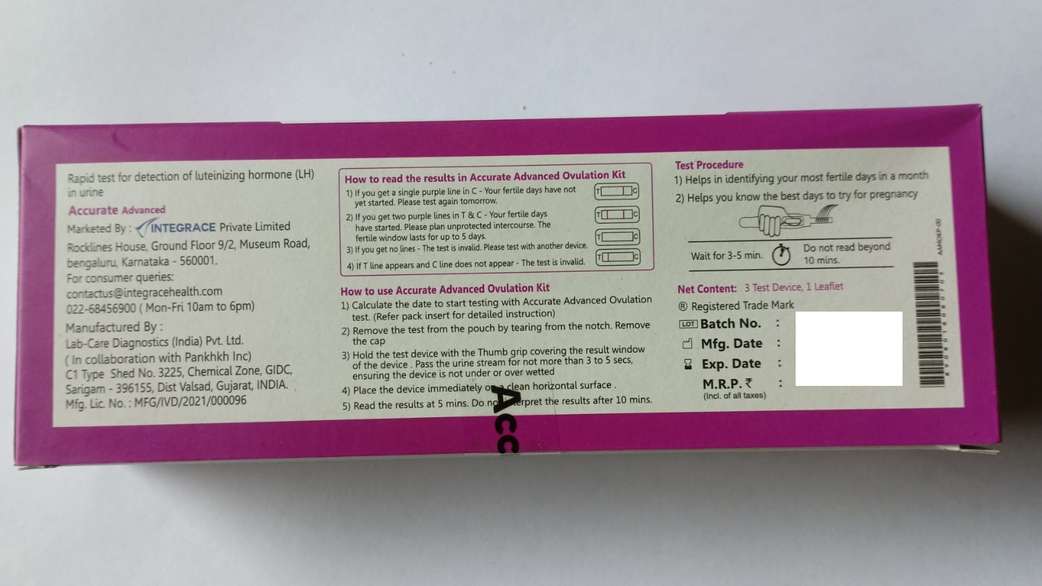 Rapid test for detection of luteinizing hormone (LH)
in urine
Accurate Advanced
Marketed By : INTEGRACE Private Limited
Rocklines House, Ground Floor 9/2, Museum Road,
bengaluru, Karnataka - 560001.
For consumer queries:
contactus@integracehealth.com
022-68456900 ( Mon-Fri 10am to 6pm)
Manufactured By :
Lab-Care Diagnostics (India) Pvt. Ltd.
( In collaboration with Pankhkh Inc)
C1 Type Shed No. 3225, Chemical Zone, GIDC,
Sarigam - 396155, Dist Valsad, Gujarat, INDIA.
Mfg. Lic. No. : MFG/IVD/2021/000096
How to read the results in Accurate Advanced Ovulation Kit
1) If you get a single purple line in C - Your fertile days have not
yet started. Please test again tomorrow.
T C
2) If you get two purple lines in T & C - Your fertile days
have started. Please plan unprotected intercourse. The
fertile window lasts for up to 5 days.
T C
3) If you get no lines - The test is invalid. Please test with another device.
T C
4) If T line appears and C line does not appear - The test is invalid.
T C
How to use Accurate Advanced Ovulation Kit
1) Calculate the date to start testing with Accurate Advanced Ovulation
test. (Refer pack insert for detailed instruction)
2) Remove the test from the pouch by tearing from the notch. Remove
the cap
3) Hold the test device with the Thumb grip covering the result window
of the device . Pass the urine stream for not more than 3 to 5 secs,
ensuring the device is not under or over wetted
4) Place the device immediately on a clean horizontal surface .
5) Read the results at 5 mins. Do not interpret the results after 10 mins.
Acc
Test Procedure
1) Helps in identifying your most fertile days in a month
2) Helps you know the best days to try for pregnancy
Wait for 3-5 min.
Do not read beyond
10 mins.
Net Content: 3 Test Device, 1 Leaflet
® Registered Trade Mark
LOT Batch No. :
Mfg. Date :
Exp. Date :
M.R.P. ₹ :
(Incl. of all taxes)